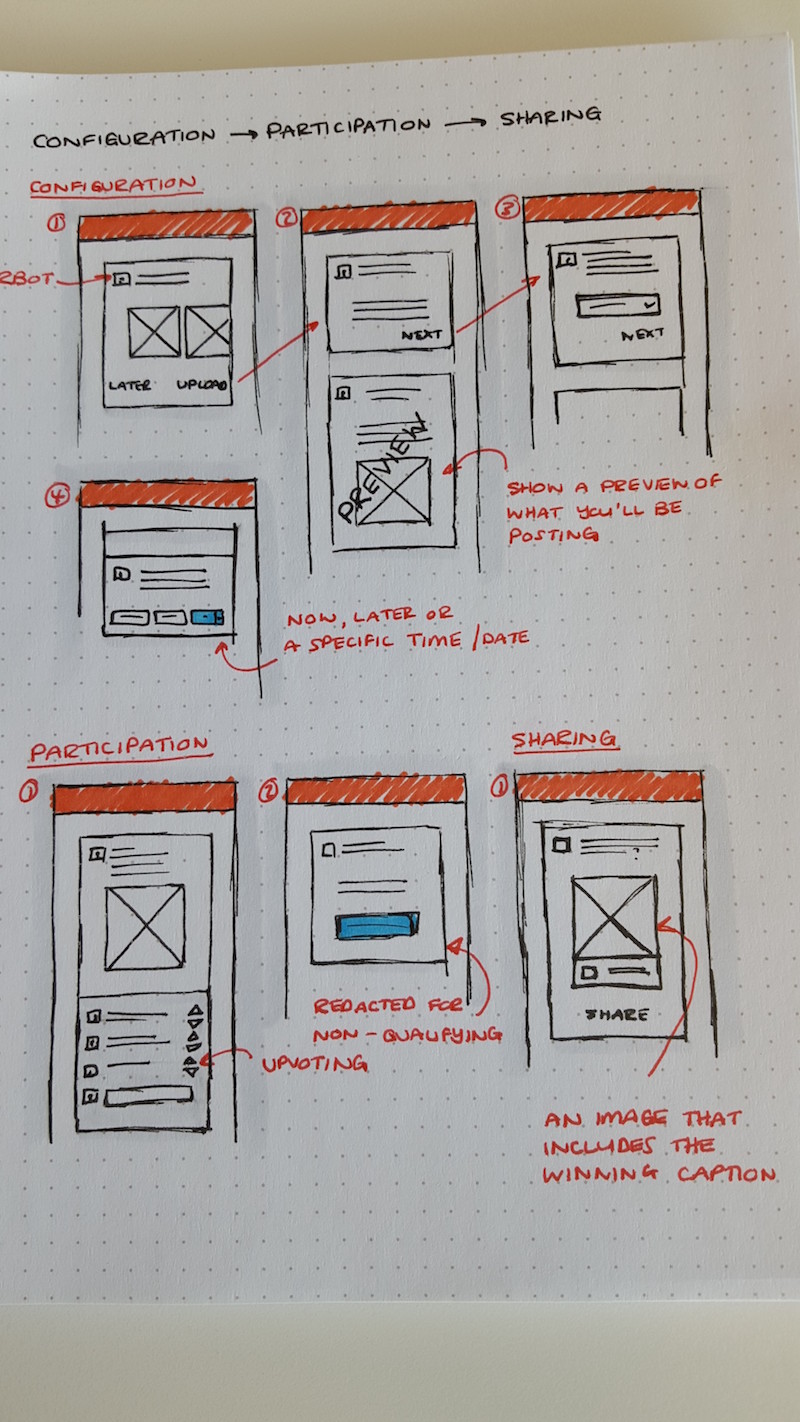 CONFIGURATION → PARTICIPATION → SHARING
CONFIGURATION
1
2
3
RBOT
LATER UPLOAD
NEXT
NEXT
PREVIEW
SHOW A PREVIEW OF
WHAT YOU'LL BE
POSTING
4
NOW, LATER OR
A SPECIFIC TIME/DATE
PARTICIPATION
SHARING
1
2
1
REDACTED FOR
NON-QUALIFYING
UPVOTING
SHARE
AN IMAGE THAT
INCLUDES THE
WINNING CAPTION